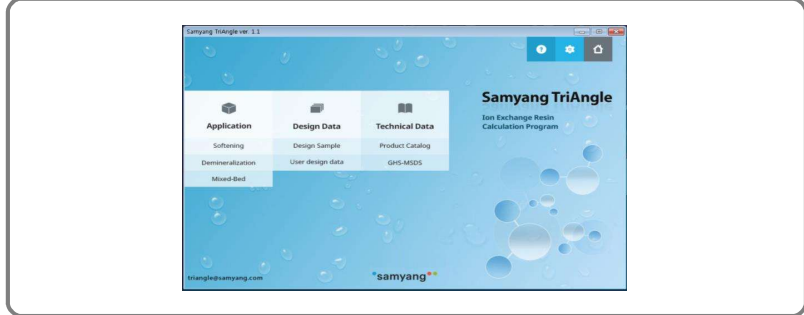 Samyang TriAngle ver. 1.1
Samyang TriAngle
Ion Exchange Resin
Calculation Program
Application
Softening
Demineralization
Mixed-Bed
Design Data
Design Sample
User design data
Technical Data
Product Catalog
GHS-MSDS
triangle@samyang.com
samyang